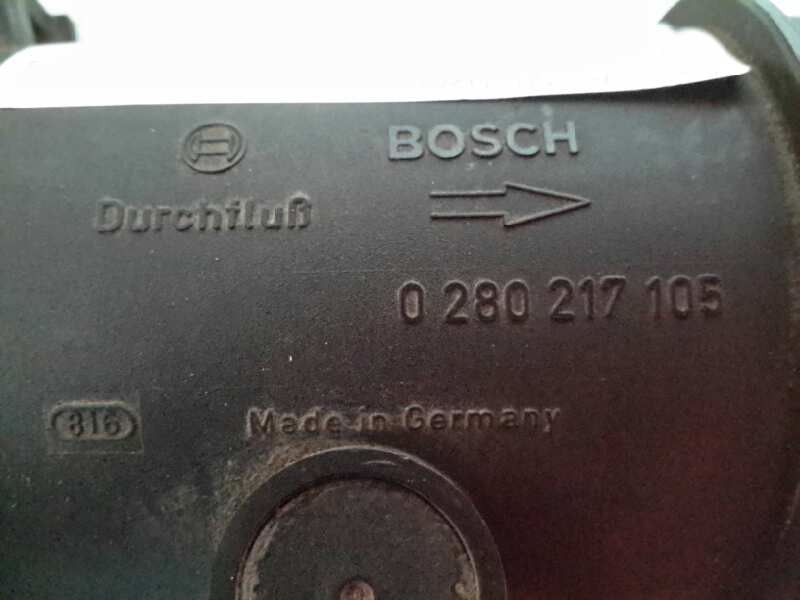 BOSCH
Durchfluß
0 280 217 105
816
Made in Germany